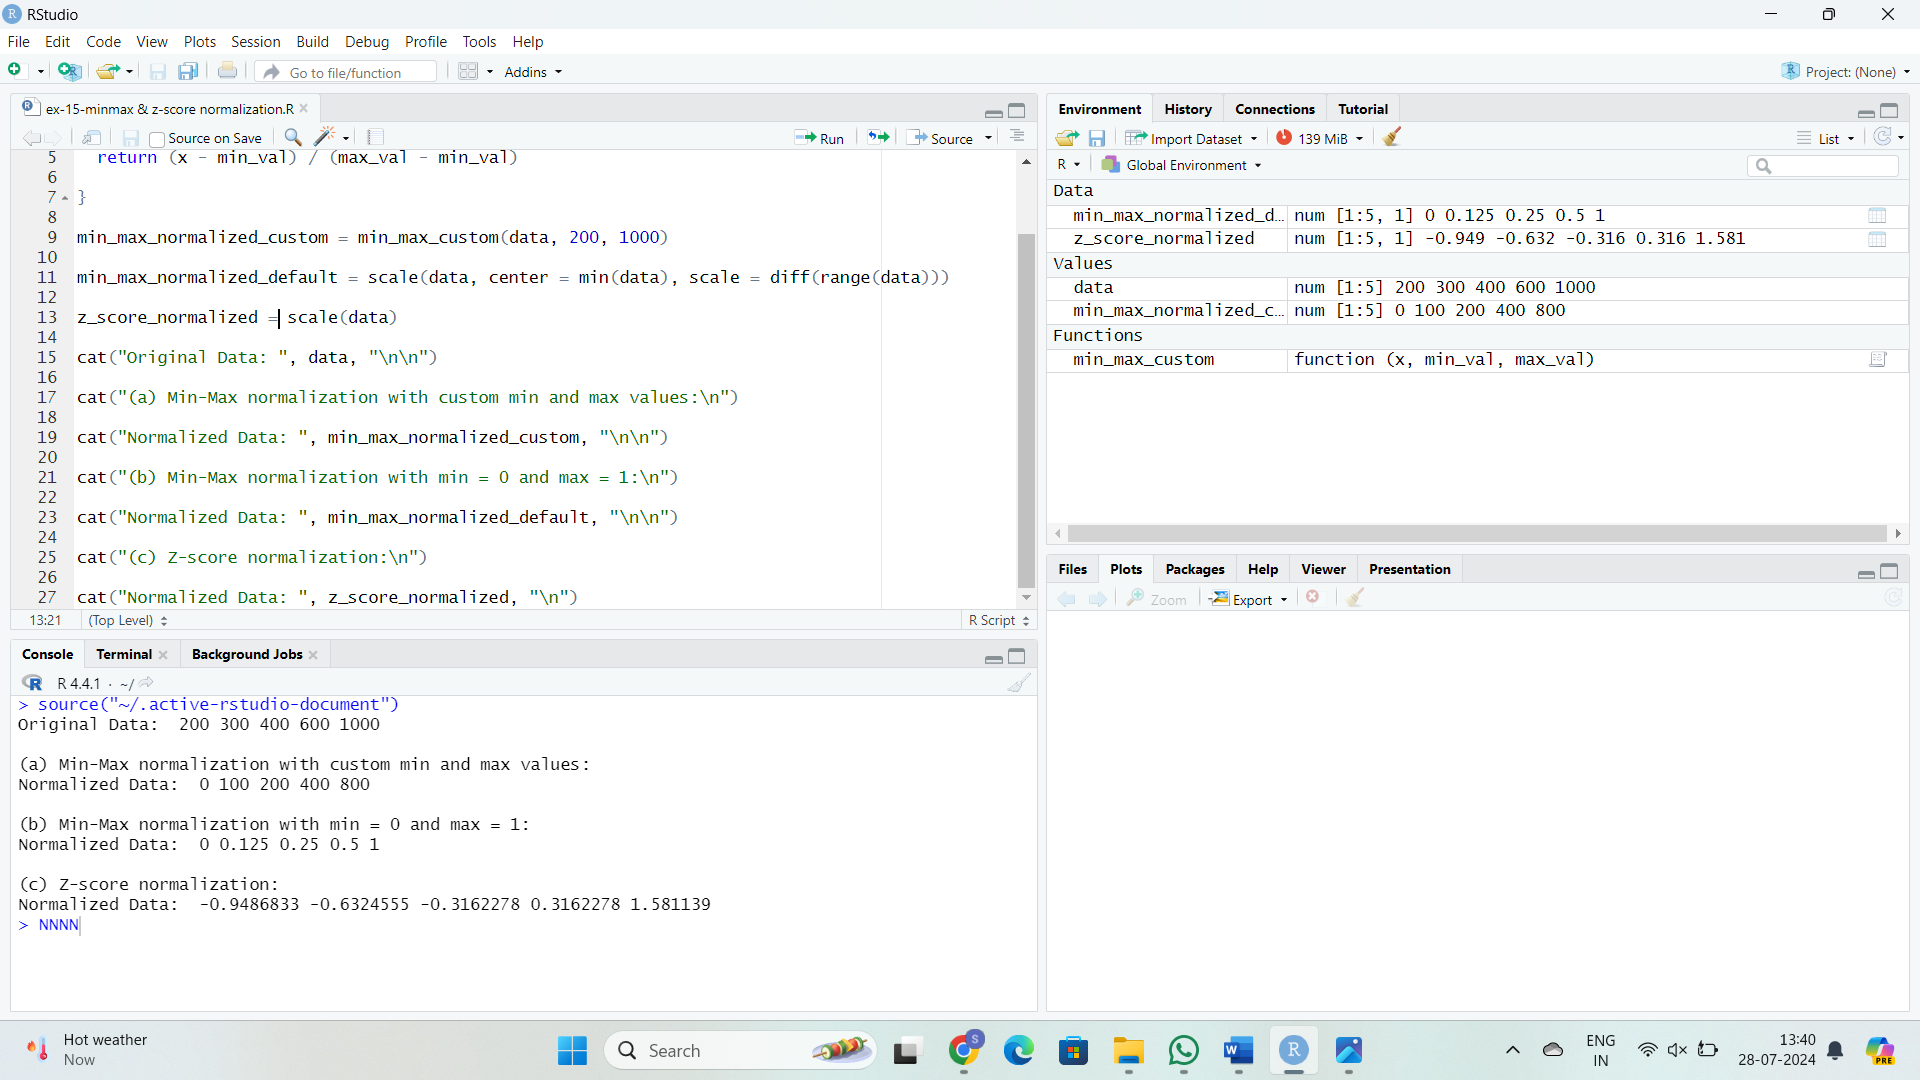 RStudio
File Edit Code View Plots Session Build Debug Profile Tools Help
Go to file/function Addins Project: (None)
ex-15-minmax & z-score normalization.R
Source on Save Run Source
5 return (x - min_val) / (max_val - min_val)
6
7 }
8
9 min_max_normalized_custom = min_max_custom(data, 200, 1000)
10
11 min_max_normalized_default = scale(data, center = min(data), scale = diff(range(data)))
12
13 z_score_normalized = scale(data)
14
15 cat("Original Data: ", data, "\n\n")
16
17 cat("(a) Min-Max normalization with custom min and max values:\n")
18
19 cat("Normalized Data: ", min_max_normalized_custom, "\n\n")
20
21 cat("(b) Min-Max normalization with min = 0 and max = 1:\n")
22
23 cat("Normalized Data: ", min_max_normalized_default, "\n\n")
24
25 cat("(c) Z-score normalization:\n")
26
27 cat("Normalized Data: ", z_score_normalized, "\n")
13:21 (Top Level) R Script
Console Terminal Background Jobs
R R 4.4.1 · ~/
> source("~/.active-rstudio-document")
Original Data:  200 300 400 600 1000
(a) Min-Max normalization with custom min and max values:
Normalized Data:  0 100 200 400 800
(b) Min-Max normalization with min = 0 and max = 1:
Normalized Data:  0 0.125 0.25 0.5 1
(c) Z-score normalization:
Normalized Data:  -0.9486833 -0.6324555 -0.3162278 0.3162278 1.581139
> NNNN
Environment History Connections Tutorial
Import Dataset 139 MiB List
R Global Environment
Data
min_max_normalized_d… num [1:5, 1] 0 0.125 0.25 0.5 1
z_score_normalized num [1:5, 1] -0.949 -0.632 -0.316 0.316 1.581
Values
data num [1:5] 200 300 400 600 1000
min_max_normalized_c… num [1:5] 0 100 200 400 800
Functions
min_max_custom function (x, min_val, max_val)
Files Plots Packages Help Viewer Presentation
Zoom Export
Hot weather
Now
Search
S
W
R
ENG
IN
13:40
28-07-2024
PRE